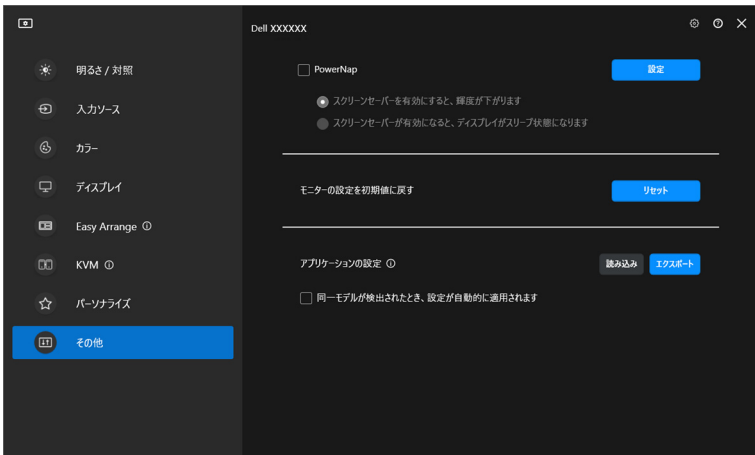 Dell XXXXXX
明るさ / 対照
入力ソース
カラー
ディスプレイ
Easy Arrange
KVM
パーソナライズ
その他
PowerNap
設定
スクリーンセーバーを有効にすると、輝度が下がります
スクリーンセーバーが有効になると、ディスプレイがスリープ状態になります
モニターの設定を初期値に戻す
リセット
アプリケーションの設定
読み込み
エクスポート
同一モデルが検出されたとき、設定が自動的に適用されます